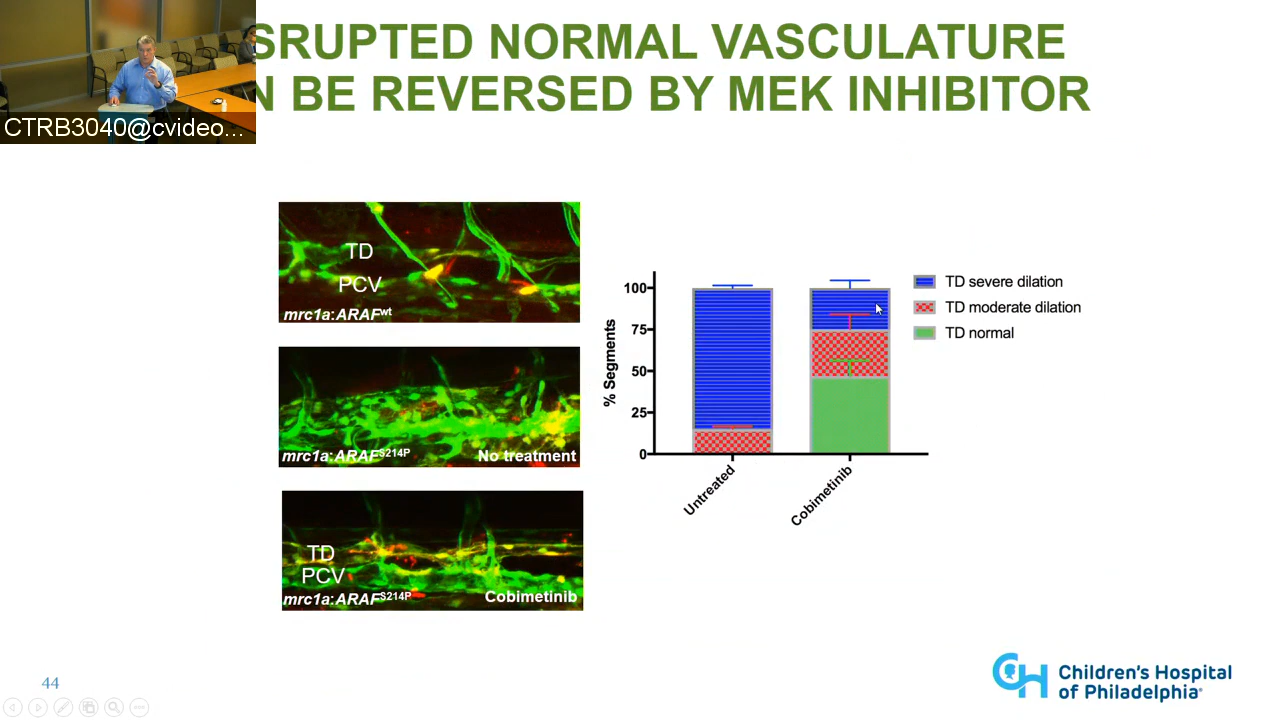 SRUPTED NORMAL VASCULATURE
N BE REVERSED BY MEK INHIBITOR
CTRB3040@cvideo...
TD
PCV
mrc1a:ARAFwt
mrc1a:ARAFS214P
No treatment
TD
PCV
mrc1a:ARAFS214P
Cobimetinib
100
75
50
25
0
% Segments
Untreated
Cobimetinib
TD severe dilation
TD moderate dilation
TD normal
44
CH
Children's Hospital
of Philadelphia®